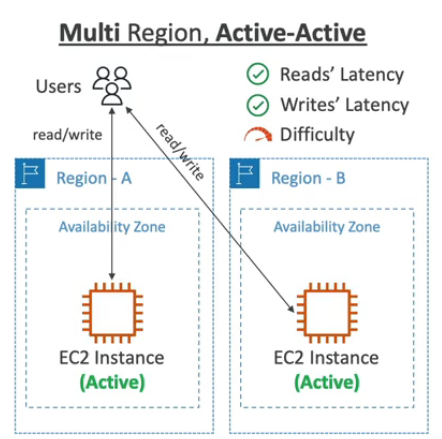 Multi Region, Active-Active
Users
Reads' Latency
Writes' Latency
Difficulty
read/write
read/write
Region - A
Region - B
Availability Zone
Availability Zone
EC2 Instance
(Active)
EC2 Instance
(Active)